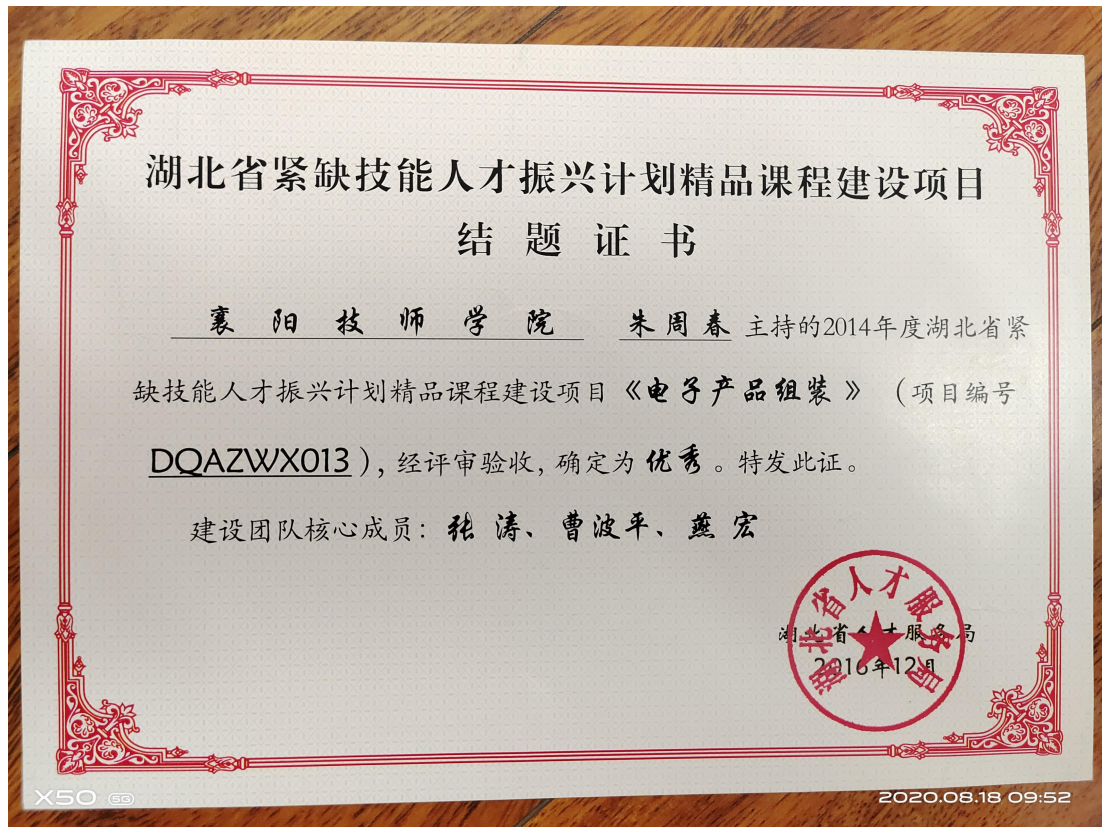 湖北省紧缺技能人才振兴计划精品课程建设项目
结题证书
襄阳技师学院 朱周春 主持的2014年度湖北省紧
缺技能人才振兴计划精品课程建设项目《电子产品组装》（项目编号
DQAZWX013），经评审验收，确定为优秀。特发此证。
建设团队核心成员：张涛、曹波平、燕宏
湖北省人才服务局
湖北省人才服务局
2016年12月
X50 5G
2020.08.18 09:52